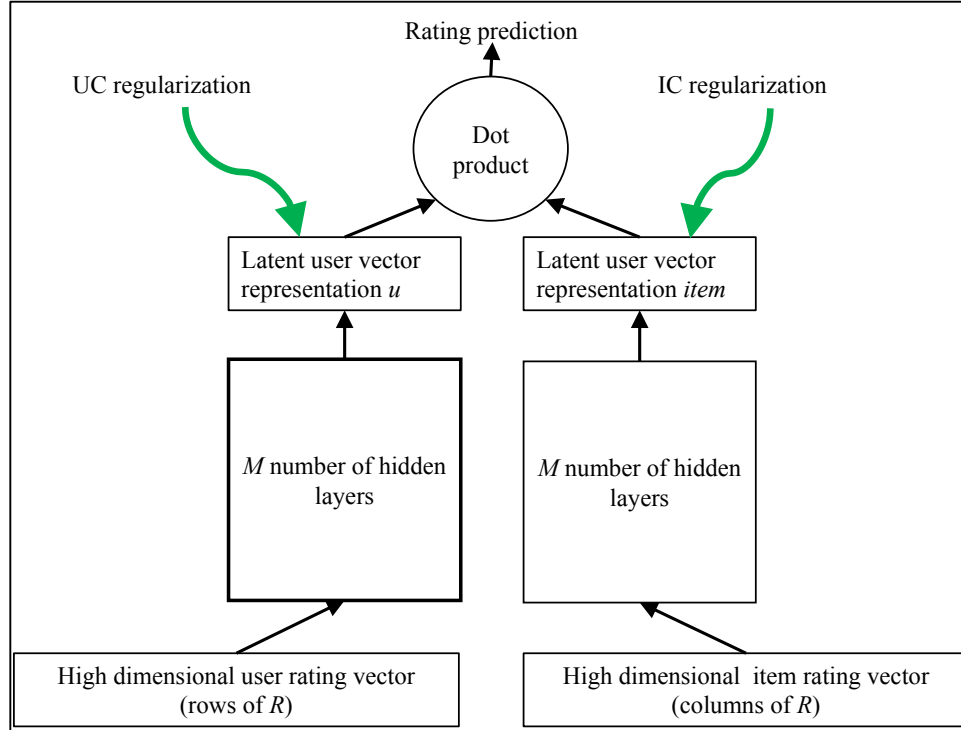 Rating prediction
UC regularization
IC regularization
Dot
product
Latent user vector
representation u
Latent user vector
representation item
M number of hidden
layers
M number of hidden
layers
High dimensional user rating vector
(rows of R)
High dimensional item rating vector
(columns of R)